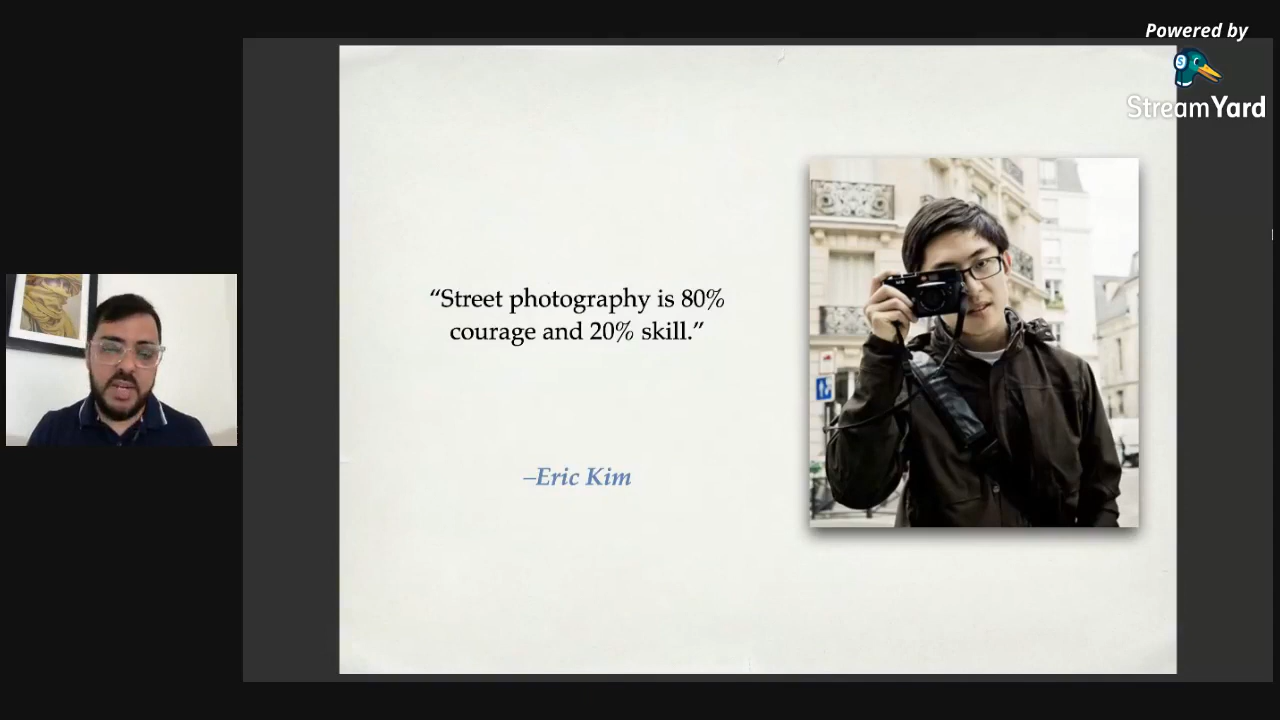 Powered by
StreamYard
“Street photography is 80%
courage and 20% skill.”
–Eric Kim